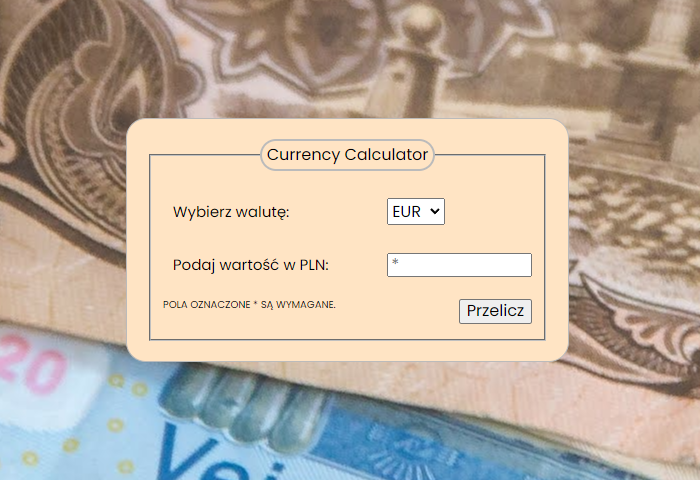 Currency Calculator
Wybierz walutę: EUR
Podaj wartość w PLN: *
POLA OZNACZONE * SĄ WYMAGANE.
Przelicz
20
Vei